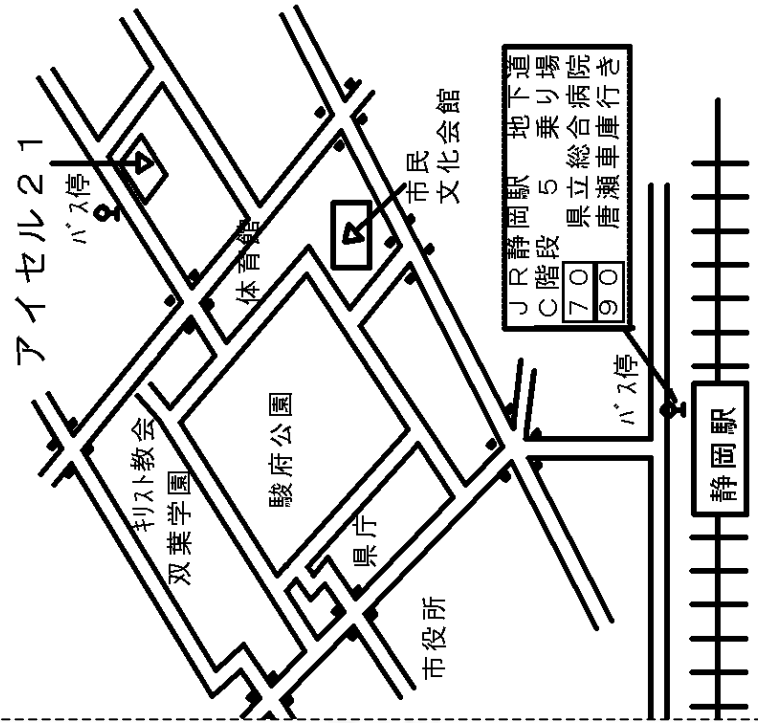 アイセル21
バス停
体育館
市民
文化会館
キリスト教会
双葉学園
駿府公園
県庁
市役所
JR静岡駅 地下道
C階段 5 乗り場
70 県立総合病院
90 唐瀬車庫行き
バス停
静岡駅